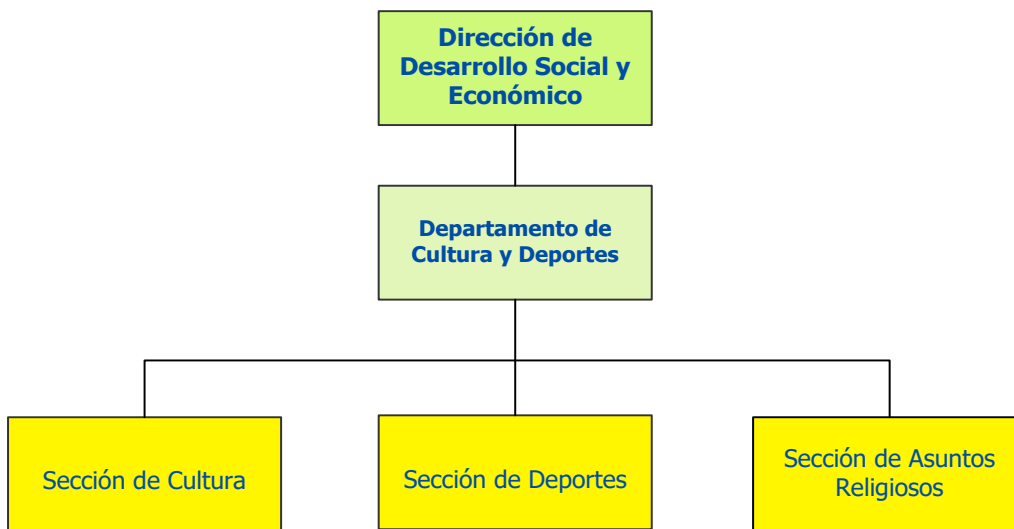 Dirección de
Desarrollo Social y
Económico
Departamento de
Cultura y Deportes
Sección de Cultura
Sección de Deportes
Sección de Asuntos
Religiosos